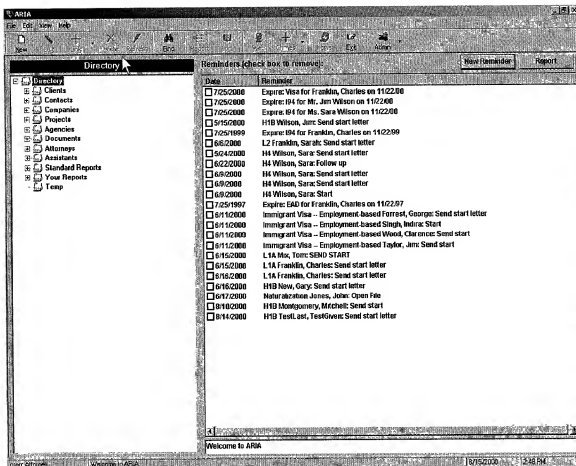 ARIA
File Edit View Help
New Find Exit Admin
Directory
Reminders (check box to remove):
New Reminder Report
Directory
Clients
Contacts
Companies
Projects
Agencies
Documents
Attorneys
Assistants
Standard Reports
Your Reports
Temp
Date Reminder
7/25/2000 Expire: Visa for Franklin, Charles on 11/22/00
7/25/2000 Expire: I94 for Mr. Jim Wilson on 11/22/00
7/25/2000 Expire: I94 for Ms. Sara Wilson on 11/22/00
5/15/2000 H1B Wilson, Jim: Send start letter
7/25/1999 Expire: I94 for Franklin, Charles on 11/22/99
6/6/2000 L2 Franklin, Sarah: Send start letter
5/24/2000 H4 Wilson, Sara: Send start letter
6/22/2000 H4 Wilson, Sara: Follow up
6/9/2000 H4 Wilson, Sara: Send start letter
6/9/2000 H4 Wilson, Sara: Send start letter
6/9/2000 H4 Wilson, Sara: Start
7/25/1997 Expire: EAD for Franklin, Charles on 11/22/97
6/11/2000 Immigrant Visa -- Employment-based Forrest, George: Send start letter
6/11/2000 Immigrant Visa -- Employment-based Singh, Indira: Start
6/11/2000 Immigrant Visa -- Employment-based Wood, Clarence: Send start
6/11/2000 Immigrant Visa -- Employment-based Taylor, Jim: Send start
6/15/2000 L1A Mix, Tom: SEND START
6/15/2000 L1A Franklin, Charles: Send start letter
6/16/2000 L1A Franklin, Charles: Send start letter
6/16/2000 H1B New, Gary: Send start letter
6/17/2000 Naturalization Jones, John: Open File
8/10/2000 H1B Montgomery, Mitchell: Send start
8/14/2000 H1B TestLast, TestGiven: Send start letter
Welcome to ARIA
Welcome to ARIA 8/15/2000 2:48 PM